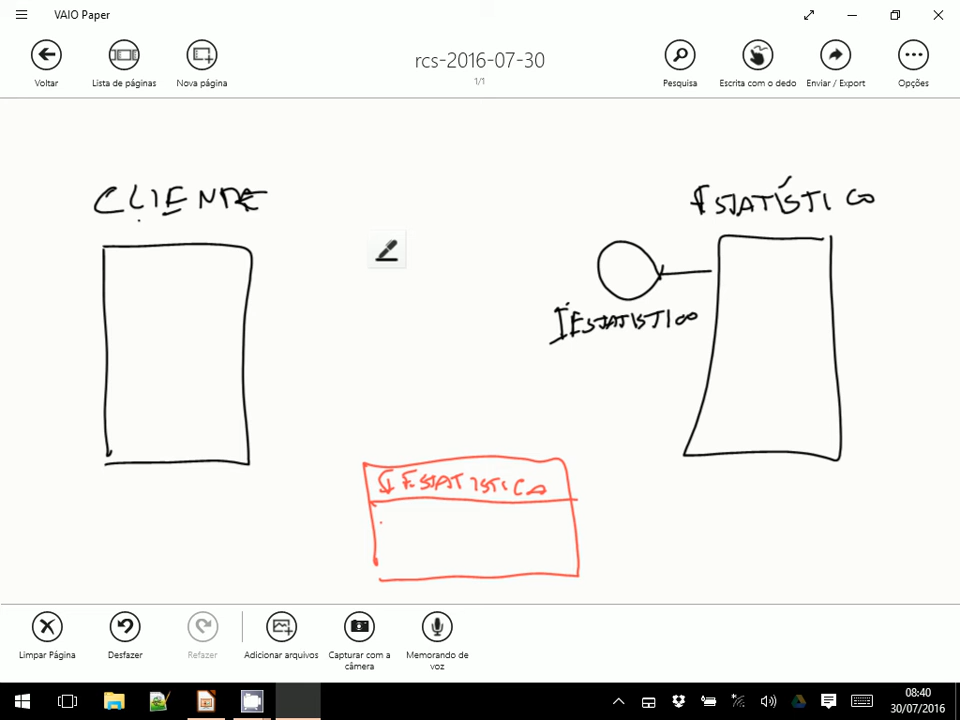 VAIO Paper
Voltar
Lista de páginas
Nova página
rcs-2016-07-30
1/1
Pesquisa
Escrita com o dedo
Enviar / Export
Opções
CLIENTE
ESTATÍSTICO
IESTATISTICO
IESTATISTICA
Limpar Página
Desfazer
Refazer
Adicionar arquivos
Capturar com a
câmera
Memorando de
voz
08:40
30/07/2016